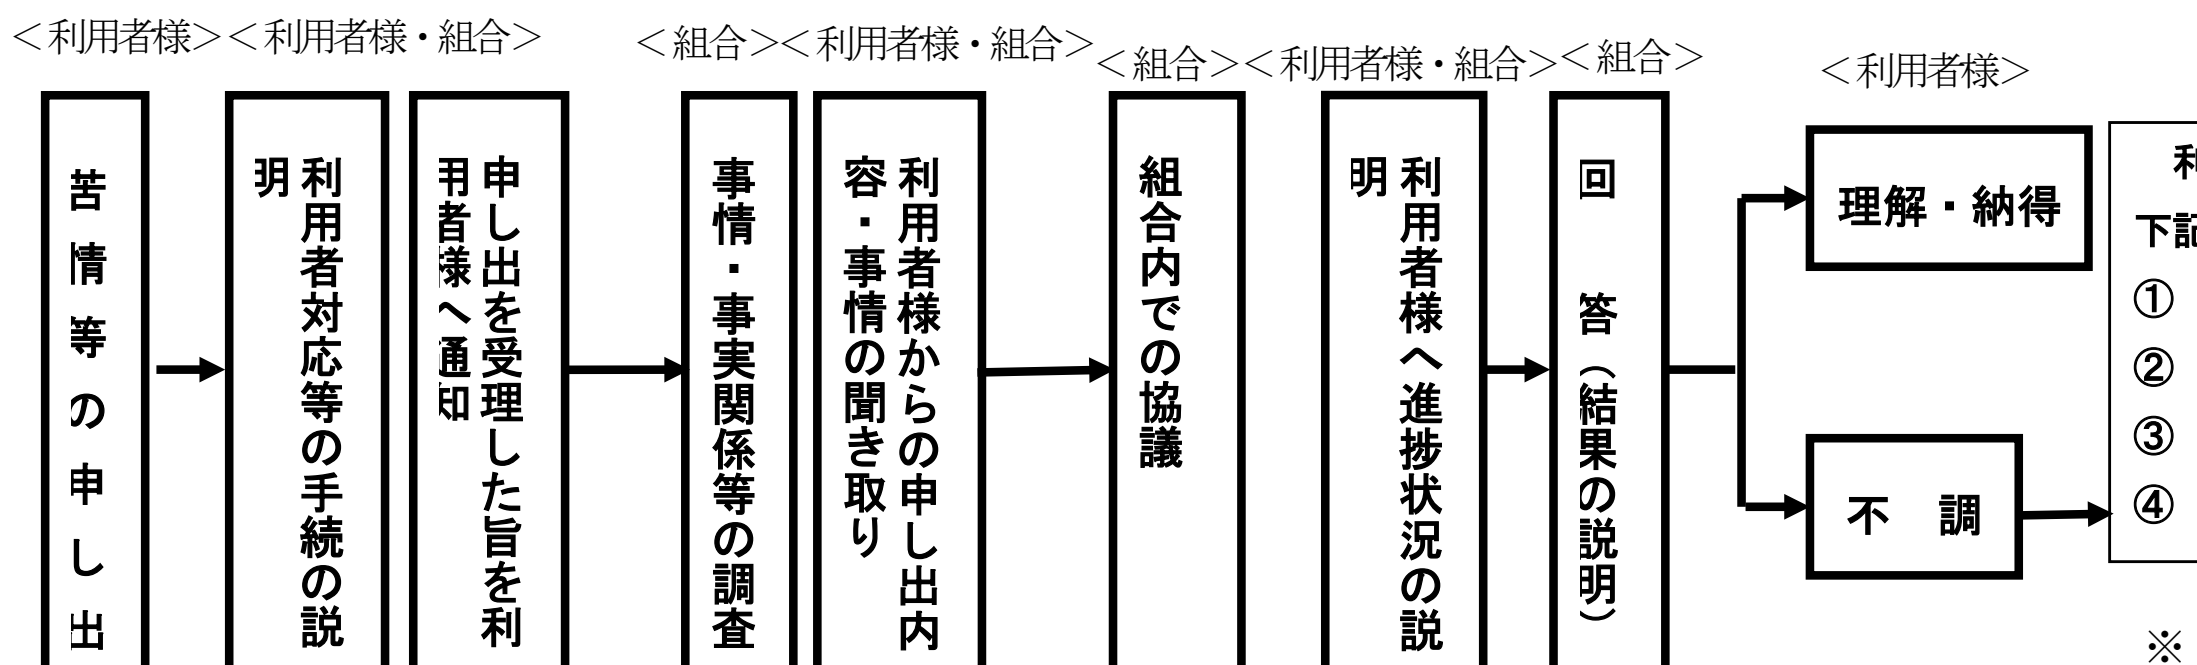 ＜利用者様＞
＜利用者様・組合＞
＜組合＞
＜利用者様・組合＞
＜組合＞
＜利用者様・組合＞
＜組合＞
＜利用者様＞
苦情等の申し出
利用者対応等の手続の説
明
申し出を受理した旨を利
用者様へ通知
事情・事実関係等の調査
利用者様からの申し出内
容・事情の聞き取り
組合内での協議
利用者様へ進捗状況の説
明
回　答（結果の説明）
理解・納得
不　調
利
下記
①
②
③
④
※